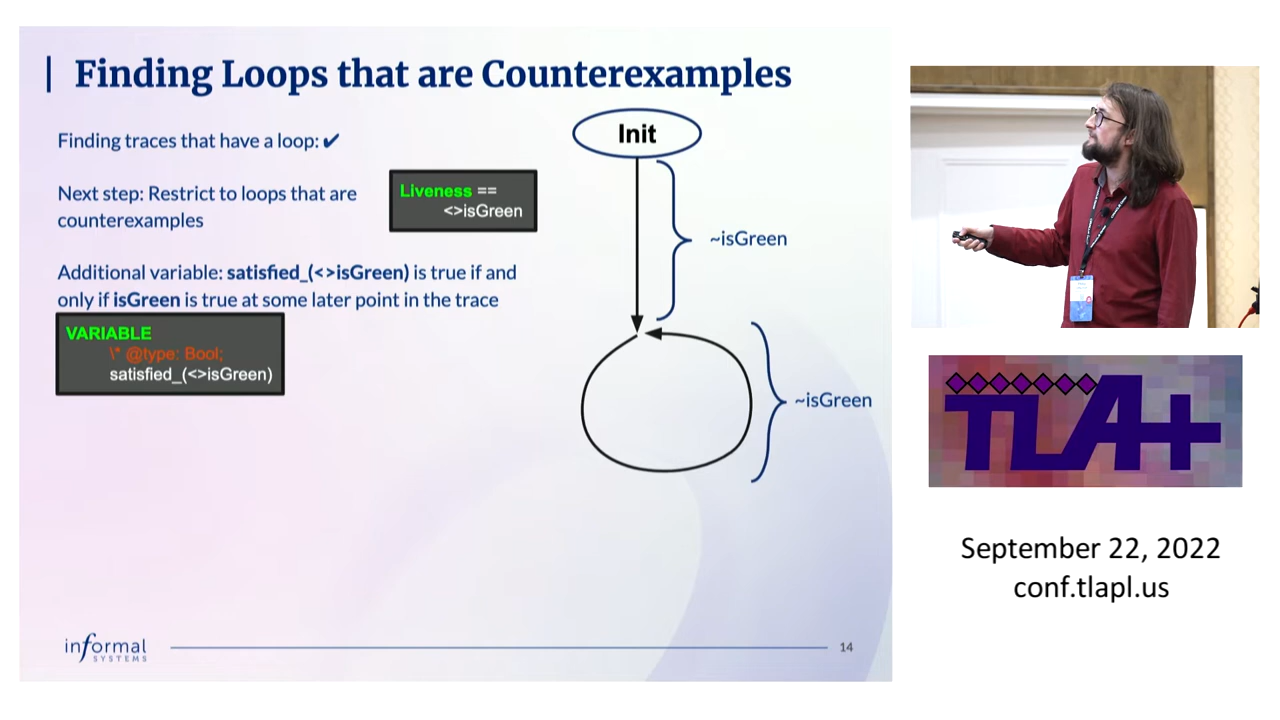 Finding Loops that are Counterexamples
Finding traces that have a loop: ✔
Next step: Restrict to loops that are
counterexamples
Liveness ==
<>isGreen
Additional variable: satisfied_(<>isGreen) is true if and
only if isGreen is true at some later point in the trace
VARIABLE
\* @type: Bool;
satisfied_(<>isGreen)
Init
~isGreen
~isGreen
informal
SYSTEMS
14
TLA+
September 22, 2022
conf.tlapl.us